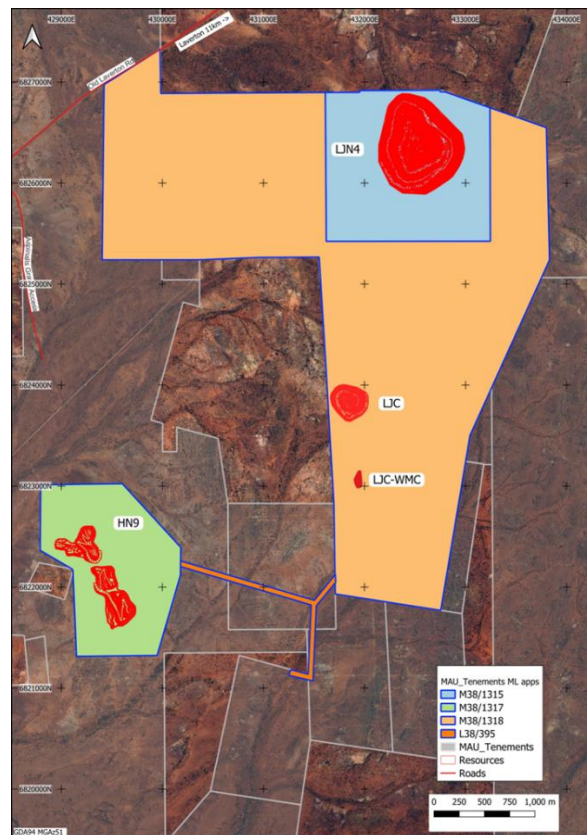 429000E 430000E 431000E 432000E 433000E 434000E
Laverton 11km ->
Old Laverton Rd
6827000N
LJN4
6826000N
6825000N
6824000N
LJC
6823000N
LJC-WMC
HN9
6822000N
6821000N
6820000N
MAU_Tenements ML apps
M38/1315
M38/1317
M38/1318
L38/395
MAU_Tenements
Resources
Roads
0 250 500 750 1,000 m
GDA94 MGAz51